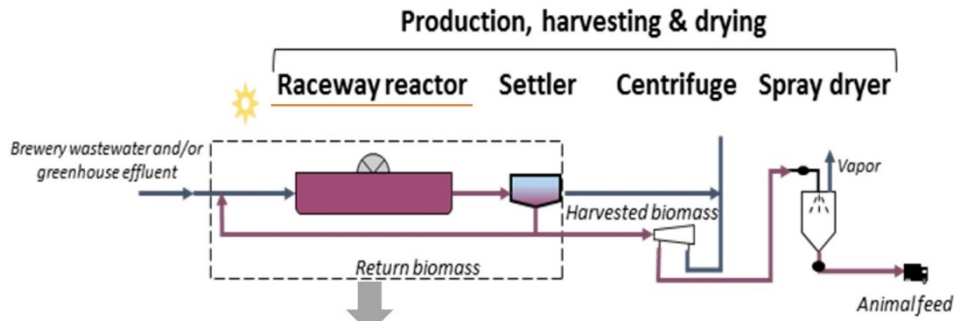 Production, harvesting & drying
Raceway reactor
Settler
Centrifuge
Spray dryer
Brewery wastewater and/or
greenhouse effluent
Vapor
Harvested biomass
Return biomass
Animal feed